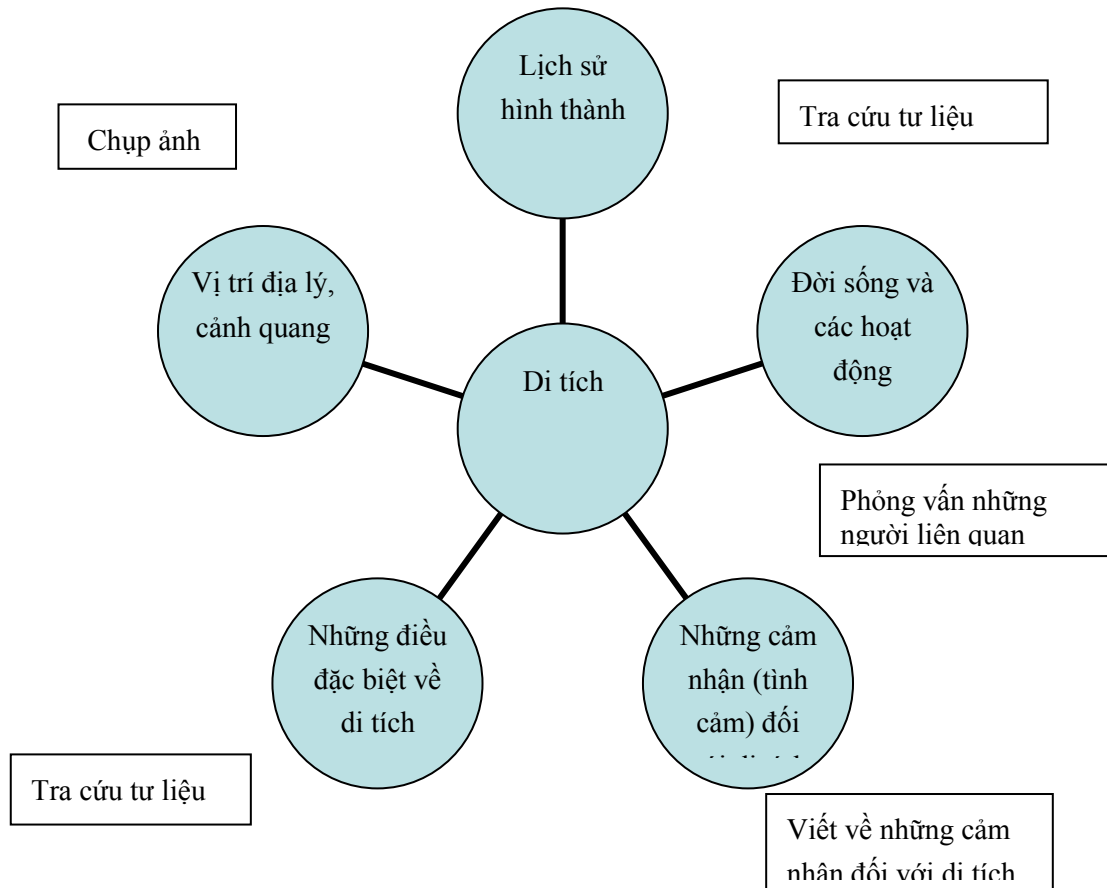 Lịch sử
hình thành
Tra cứu tư liệu
Chụp ảnh
Vị trí địa lý,
cảnh quang
Đời sống và
các hoạt
động
Di tích
Phỏng vấn những
người liên quan
Những điều
đặc biệt về
di tích
Những cảm
nhận (tình
cảm) đối
Tra cứu tư liệu
Viết về những cảm
nhận đối với di tích